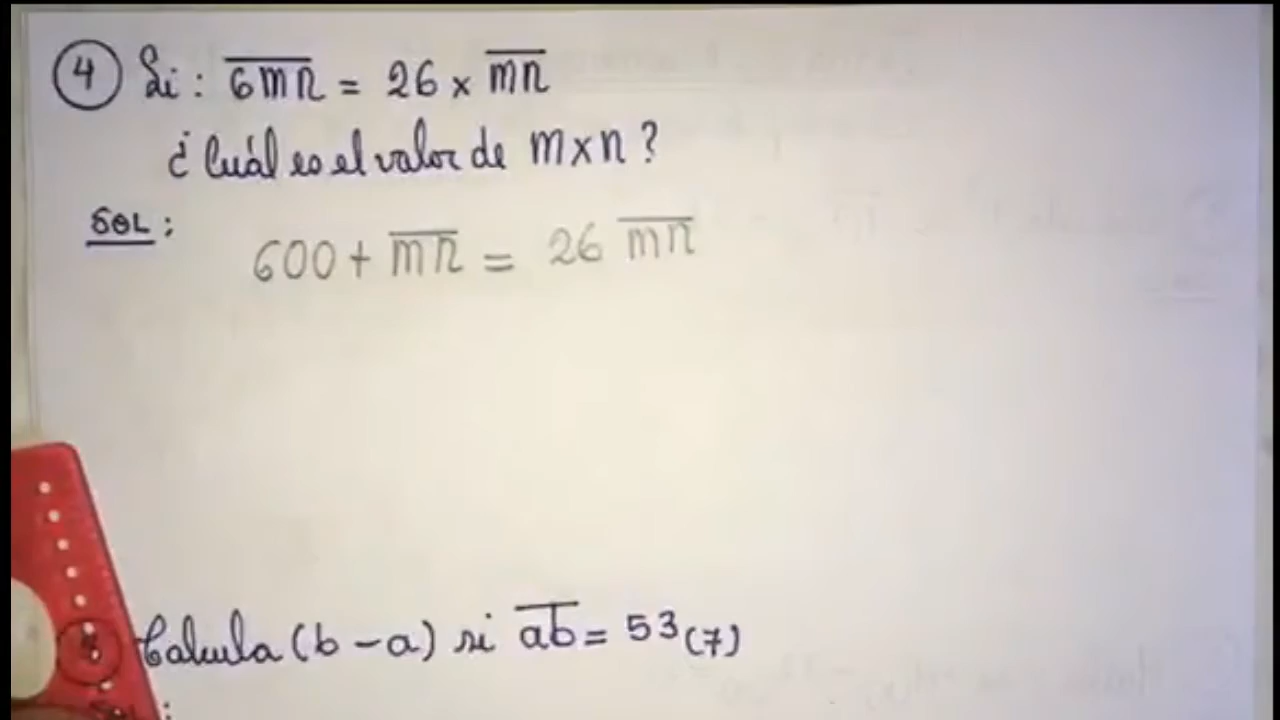 4 Si: 6mn = 26 x mn
¿Cuál es el valor de mxn?
SOL:
600 + mn = 26 mn
Calcula (b - a) si ab = 53(7)